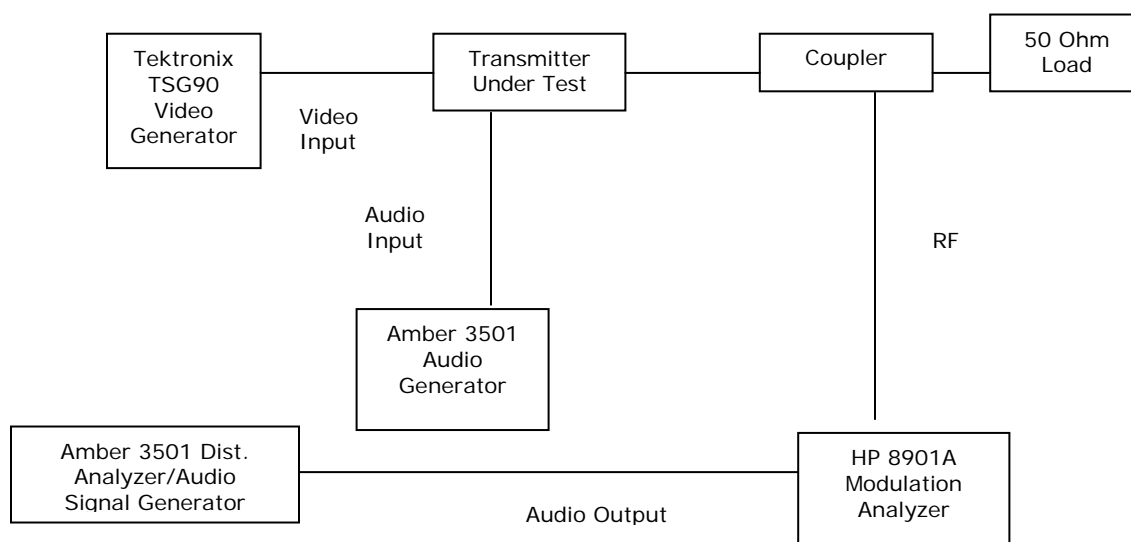 Tektronix
TSG90
Video
Generator
Video
Input
Transmitter
Under Test
Coupler
50 Ohm
Load
Audio
Input
RF
Amber 3501
Audio
Generator
Amber 3501 Dist.
Analyzer/Audio
Signal Generator
Audio Output
HP 8901A
Modulation
Analyzer